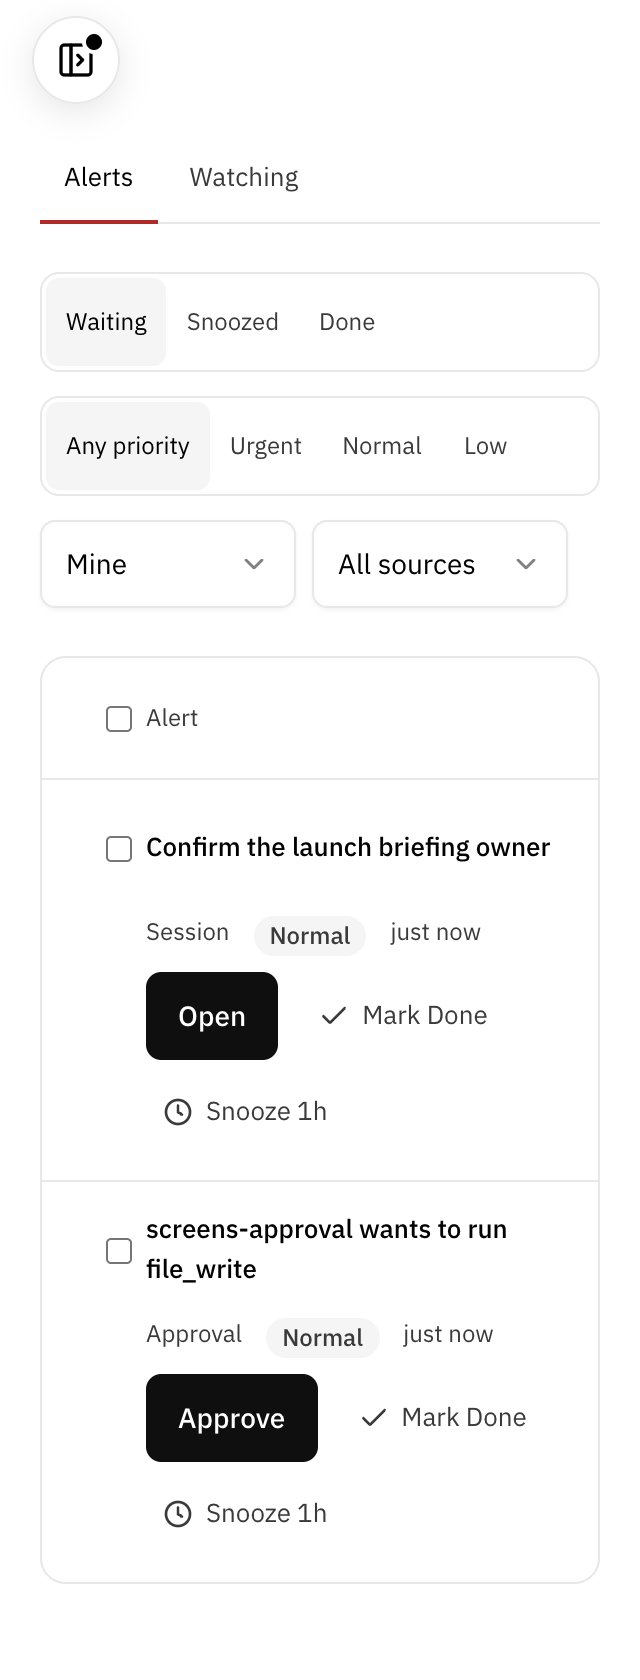 Alerts Watching
Waiting Snoozed Done
Any priority Urgent Normal Low
Mine All sources
Alert
Confirm the launch briefing owner
Session Normal just now
Open Mark Done
Snooze 1h
screens-approval wants to run
file_write
Approval Normal just now
Approve Mark Done
Snooze 1h